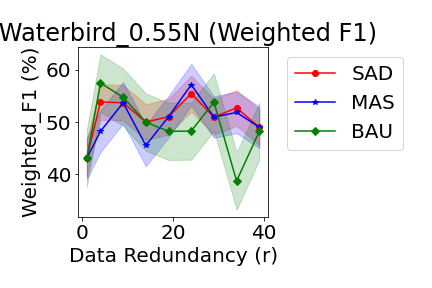 Waterbird_0.55N (Weighted F1)
Weighted_F1 (%)
60
50
40
0
20
40
Data Redundancy (r)
SAD
MAS
BAU